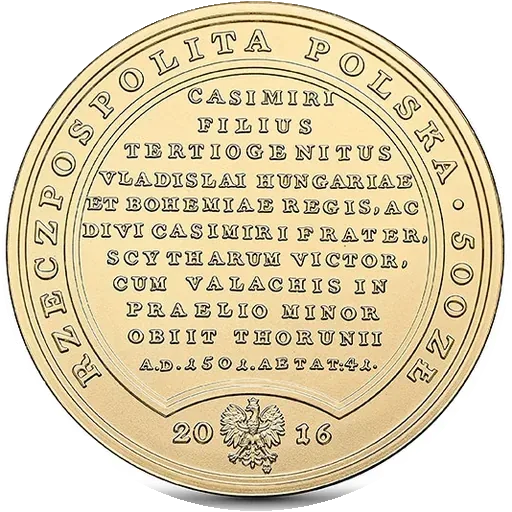 RZECZPOSPOLITA POLSKA · 500 ZŁ
CASIMIRI
FILIUS
TERTIOGENITUS
VLADISLAI HUNGARIAE
ET BOHEMIAE REGIS, AC
DIVI CASIMIRI FRATER,
SCYTHARUM VICTOR,
CUM VALACHIS IN
PRAELIO MINOR
OBIIT THORUNII
A.D.1501.AETAT:41.
20 16